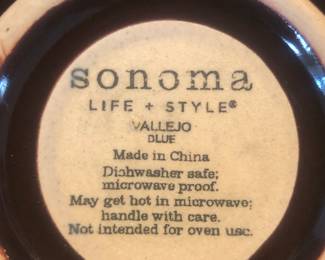 sonoma
LIFE + STYLE®
VALLEJO
BLUE
Made in China
Dishwasher safe;
microwave proof.
May get hot in microwave;
handle with care.
Not intended for oven use.